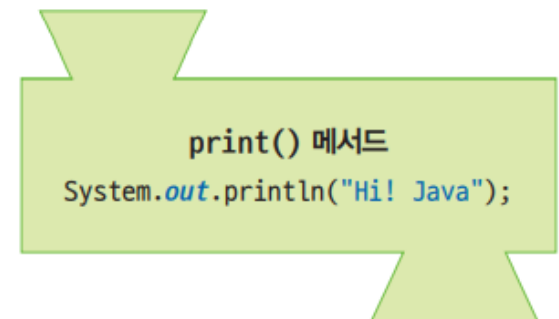 print() 메서드
System.out.println("Hi! Java");